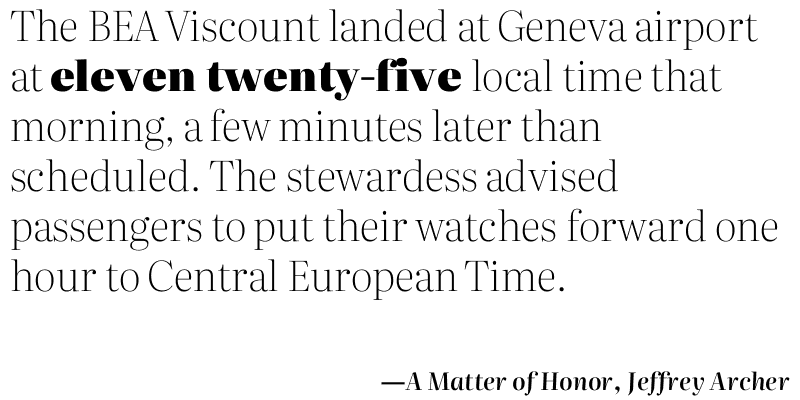 The BEA Viscount landed at Geneva airport
at eleven twenty-five local time that
morning, a few minutes later than
scheduled. The stewardess advised
passengers to put their watches forward one
hour to Central European Time.
—A Matter of Honor, Jeffrey Archer